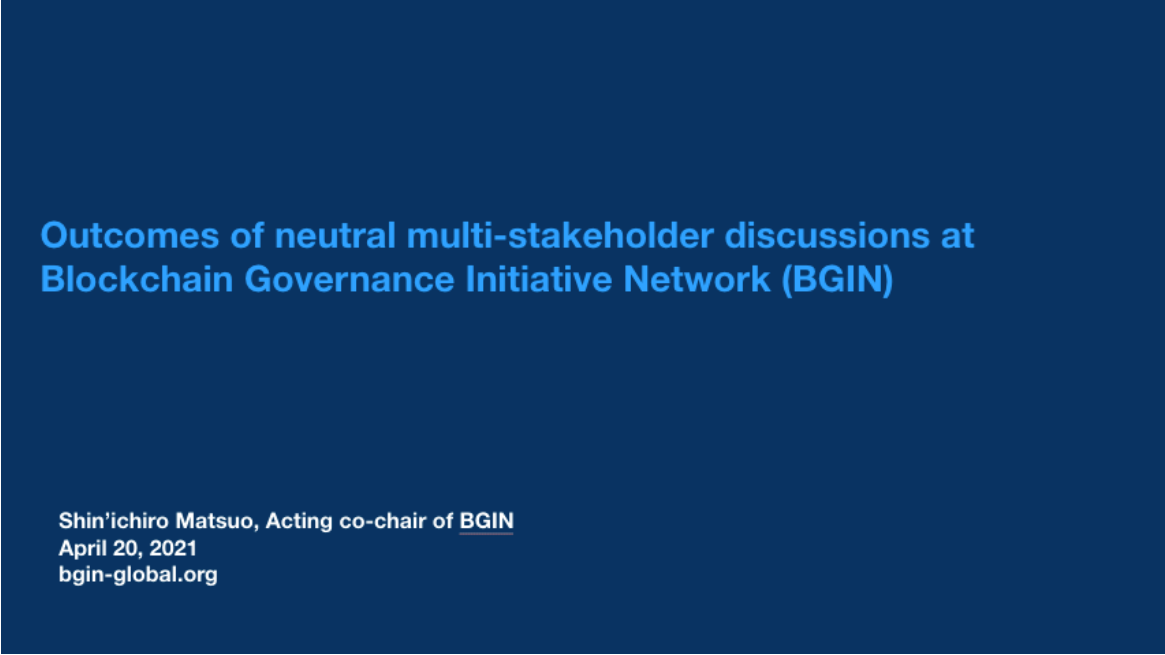 Outcomes of neutral multi-stakeholder discussions at
Blockchain Governance Initiative Network (BGIN)
Shin’ichiro Matsuo, Acting co-chair of BGIN
April 20, 2021
bgin-global.org